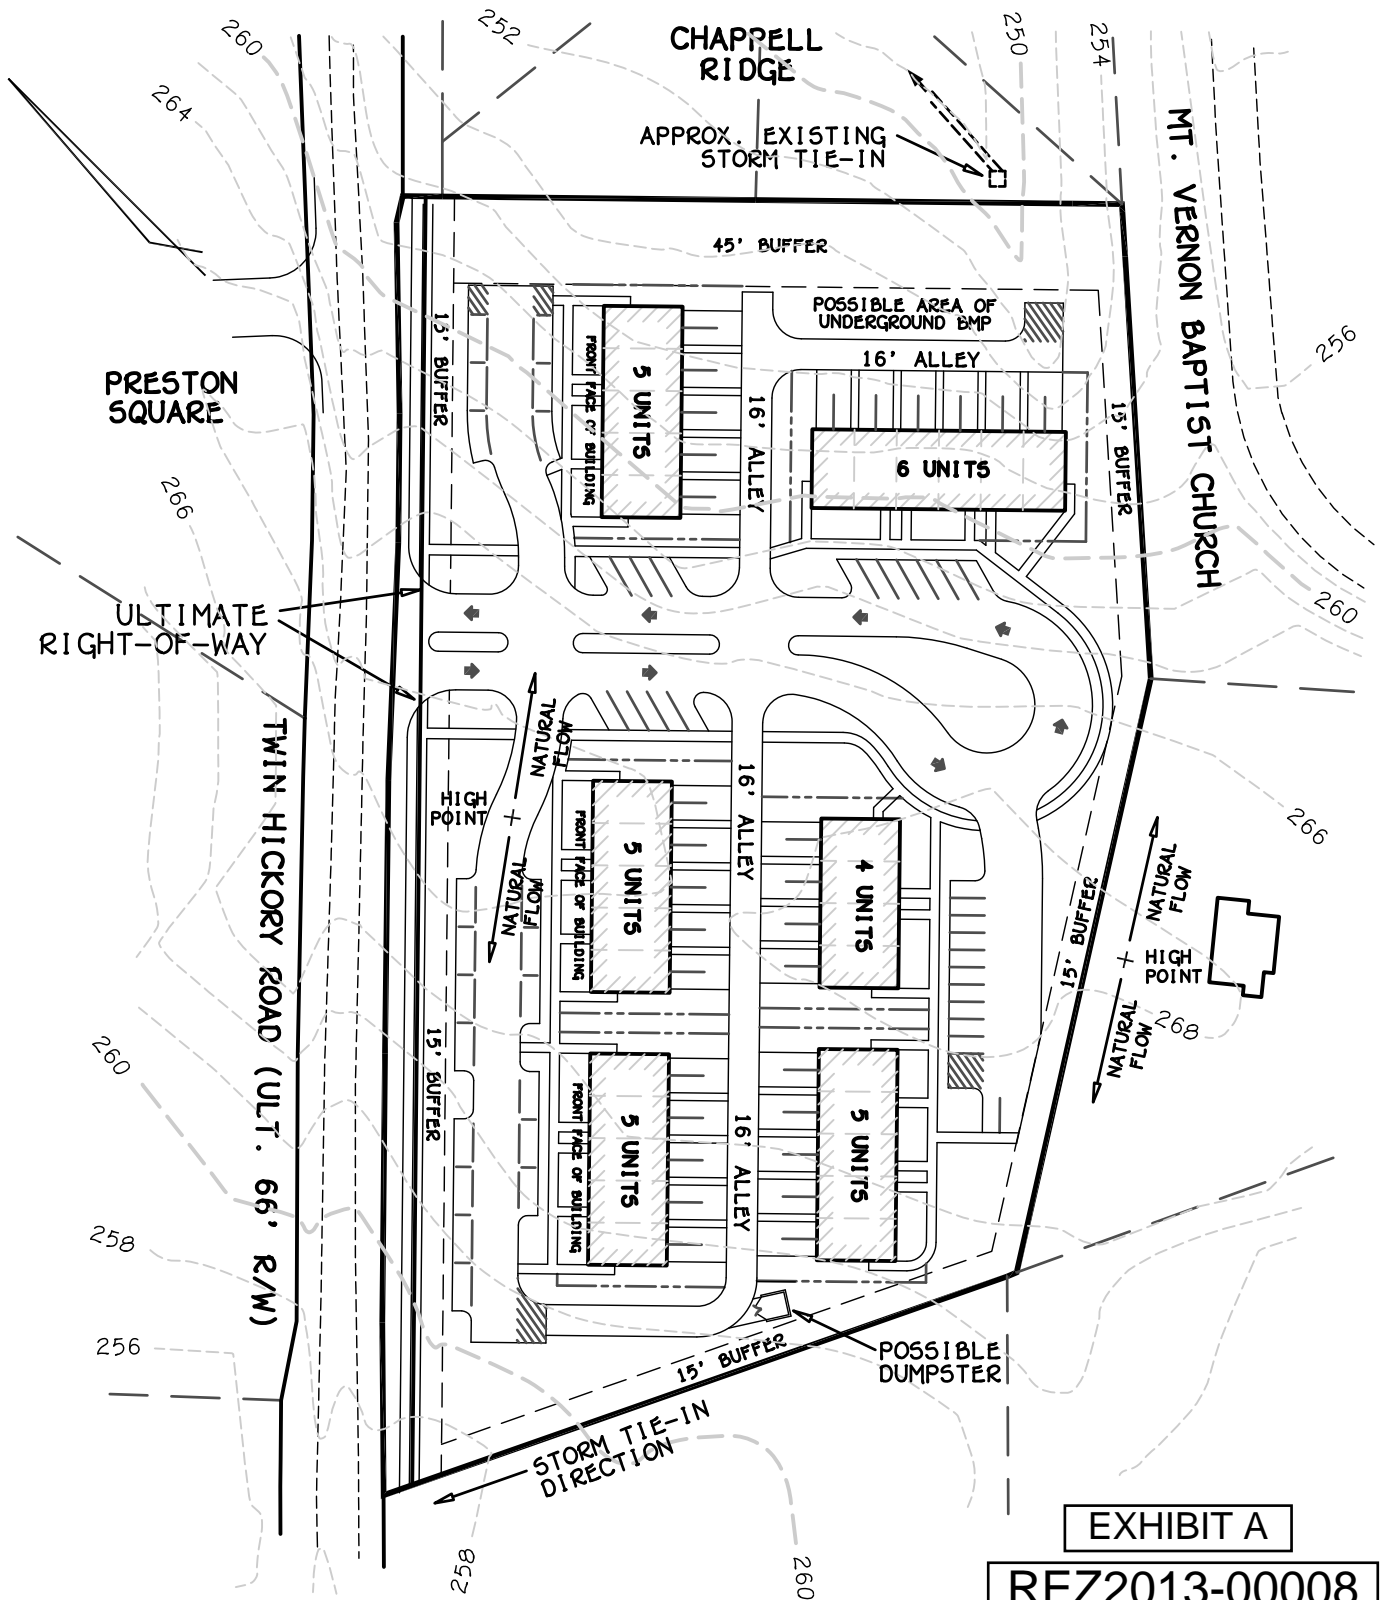 260
252
CHAPPELL
RIDGE
250
254
264
APPROX. EXISTING
STORM TIE-IN
MT. VERNON BAPTIST CHURCH
45' BUFFER
15' BUFFER
POSSIBLE AREA OF
UNDERGROUND BMP
16' ALLEY
256
PRESTON
SQUARE
FRONT FACE OF BUILDING
5 UNITS
16' ALLEY
6 UNITS
15' BUFFER
266
260
ULTIMATE
RIGHT-OF-WAY
NATURAL
FLOW
HIGH
POINT
NATURAL
FLOW
TWIN HICKORY ROAD (ULT. 66' R/W)
FRONT FACE OF BUILDING
5 UNITS
16' ALLEY
4 UNITS
266
15' BUFFER
NATURAL
FLOW
HIGH
POINT
NATURAL
FLOW
268
260
15' BUFFER
FRONT FACE OF BUILDING
5 UNITS
16' ALLEY
5 UNITS
258
256
15' BUFFER
POSSIBLE
DUMPSTER
STORM TIE-IN
DIRECTION
258
260
EXHIBIT A
REZ2013-00008